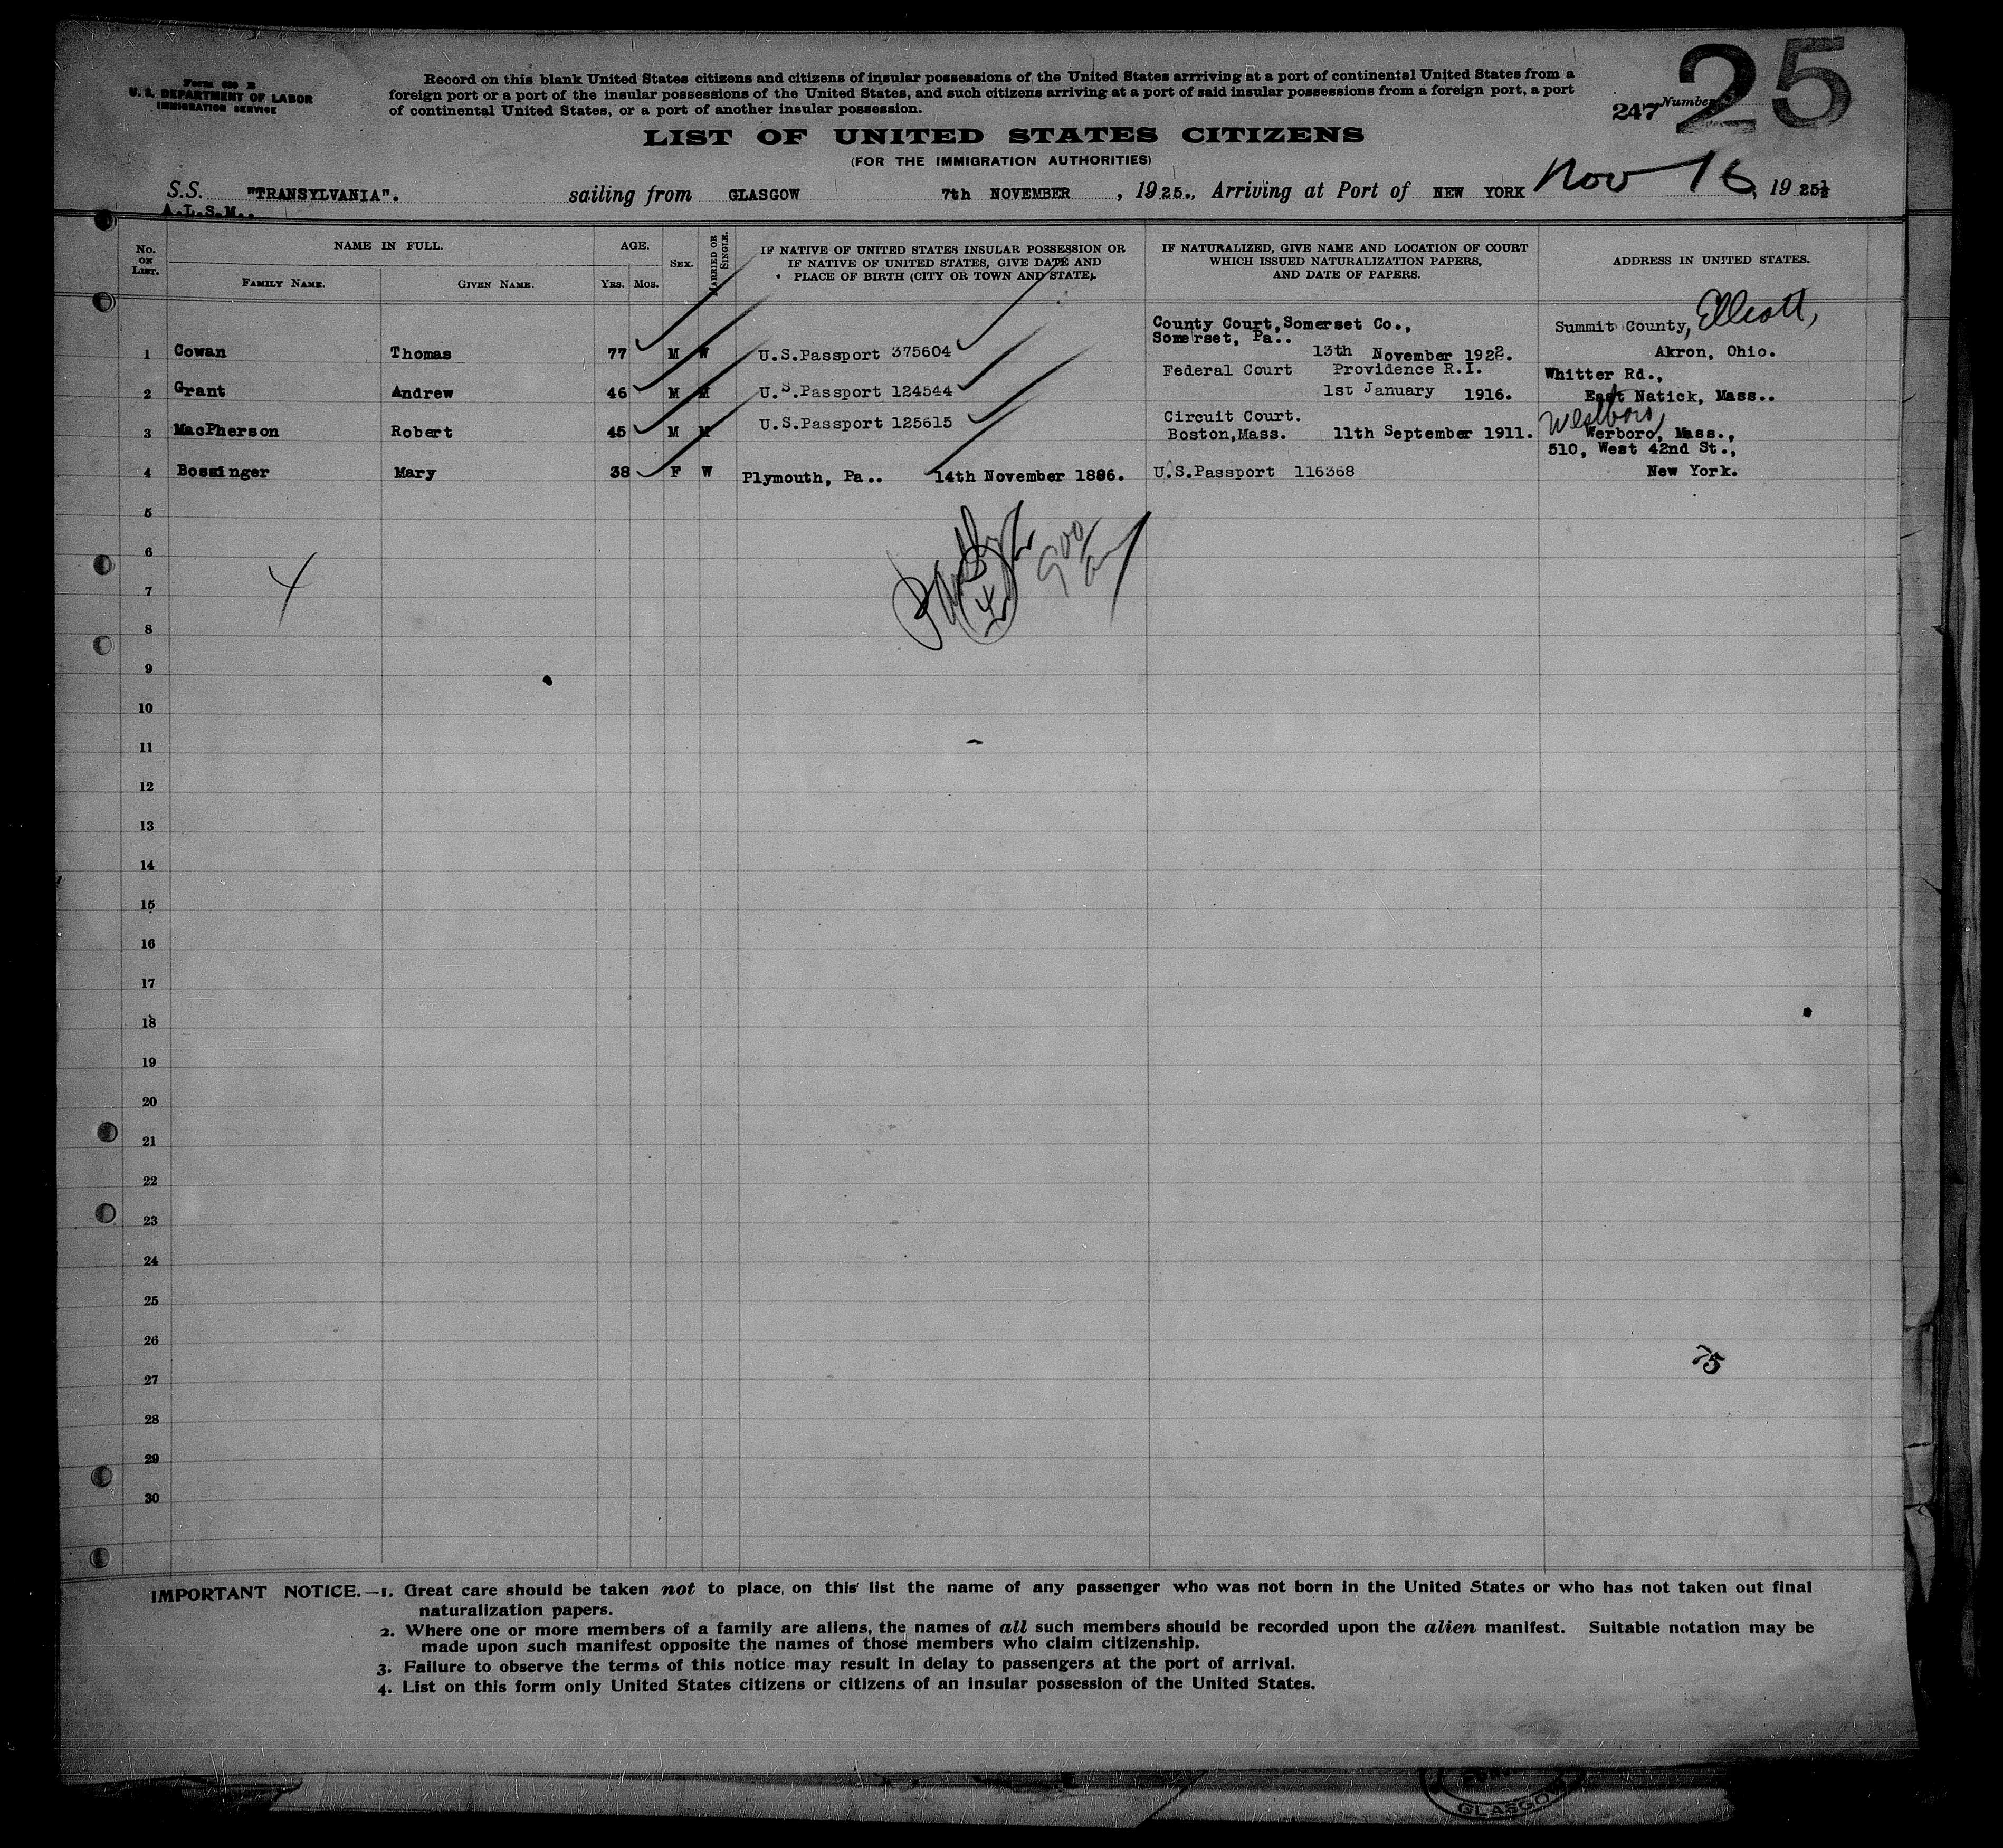 Form 630 B
U. S. DEPARTMENT OF LABOR
IMMIGRATION SERVICE
Record on this blank United States citizens and citizens of insular possessions of the United States arrriving at a port of continental United States from a
foreign port or a port of the insular possessions of the United States, and such citizens arriving at a port of said insular possessions from a foreign port, a port
of continental United States, or a port of another insular possession.
247 Number 25
LIST OF UNITED STATES CITIZENS
(FOR THE IMMIGRATION AUTHORITIES)
S.S. "TRANSYLVANIA". sailing from GLASGOW 7th NOVEMBER , 1925., Arriving at Port of NEW YORK Nov 16, 1925½
A.L.S.M..
No. ON LIST. NAME IN FULL. AGE. SEX. MARRIED OR SINGLE. IF NATIVE OF UNITED STATES INSULAR POSSESSION OR IF NATIVE OF UNITED STATES, GIVE DATE AND PLACE OF BIRTH (CITY OR TOWN AND STATE). IF NATURALIZED, GIVE NAME AND LOCATION OF COURT WHICH ISSUED NATURALIZATION PAPERS, AND DATE OF PAPERS. ADDRESS IN UNITED STATES.
FAMILY NAME. GIVEN NAME. YRS. MOS.
County Court, Somerset Co., Summit County, Elliott,
Somerset, Pa..
1 Cowan Thomas 77 M W U.S.Passport 375604 13th November 1922. Akron, Ohio.
Federal Court Providence R.I. Whitter Rd.,
2 Grant Andrew 46 M M U.S.Passport 124544 1st January 1916. East Natick, Mass..
Circuit Court. Westboro
3 MacPherson Robert 45 M M U.S.Passport 125615 Boston,Mass. 11th September 1911. Werboro, Mass.,
510, West 42nd St.,
4 Bossinger Mary 38 F W Plymouth, Pa.. 14th November 1886. U.S.Passport 116368 New York.
5
6
4
7
8
9
10
11
12
13
14
15
16
17
18
19
20
21
22
23
24
25
26
75
27
28
29
30
IMPORTANT NOTICE.—1. Great care should be taken not to place, on this list the name of any passenger who was not born in the United States or who has not taken out final
naturalization papers.
2. Where one or more members of a family are aliens, the names of all such members should be recorded upon the alien manifest. Suitable notation may be
made upon such manifest opposite the names of those members who claim citizenship.
3. Failure to observe the terms of this notice may result in delay to passengers at the port of arrival.
4. List on this form only United States citizens or citizens of an insular possession of the United States.
GLASGOW